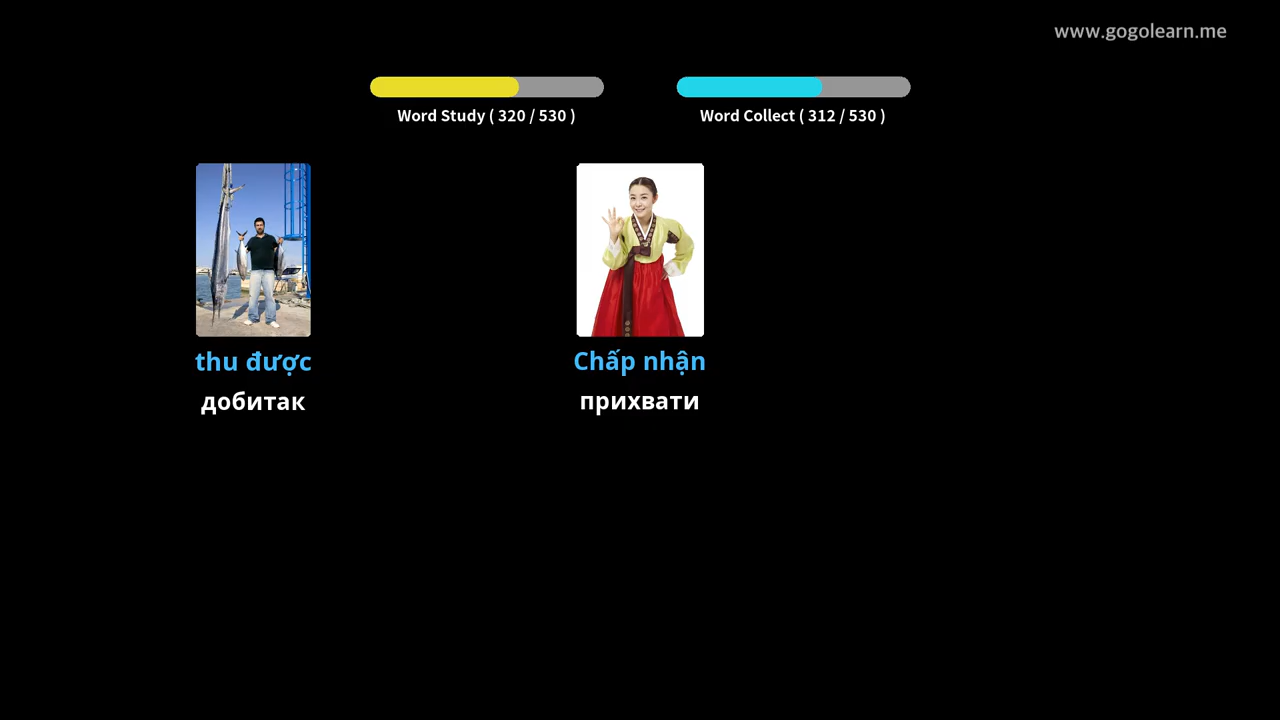 www.gogolearn.me
Word Study ( 320 / 530 )
Word Collect ( 312 / 530 )
thu được
добитак
Chấp nhận
прихвати